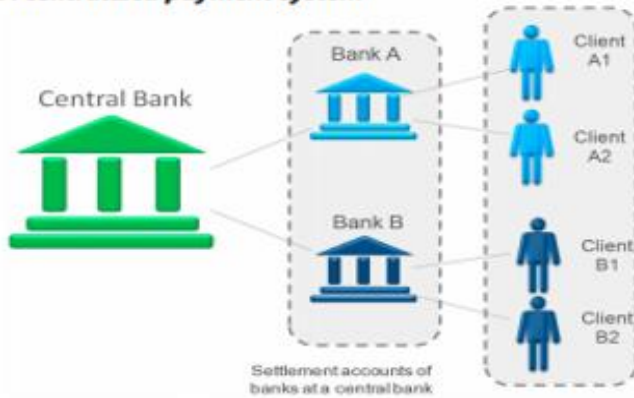 Central Bank
Bank A
Bank B
Client
A1
Client
A2
Client
B1
Client
B2
Settlement accounts of
banks at a central bank